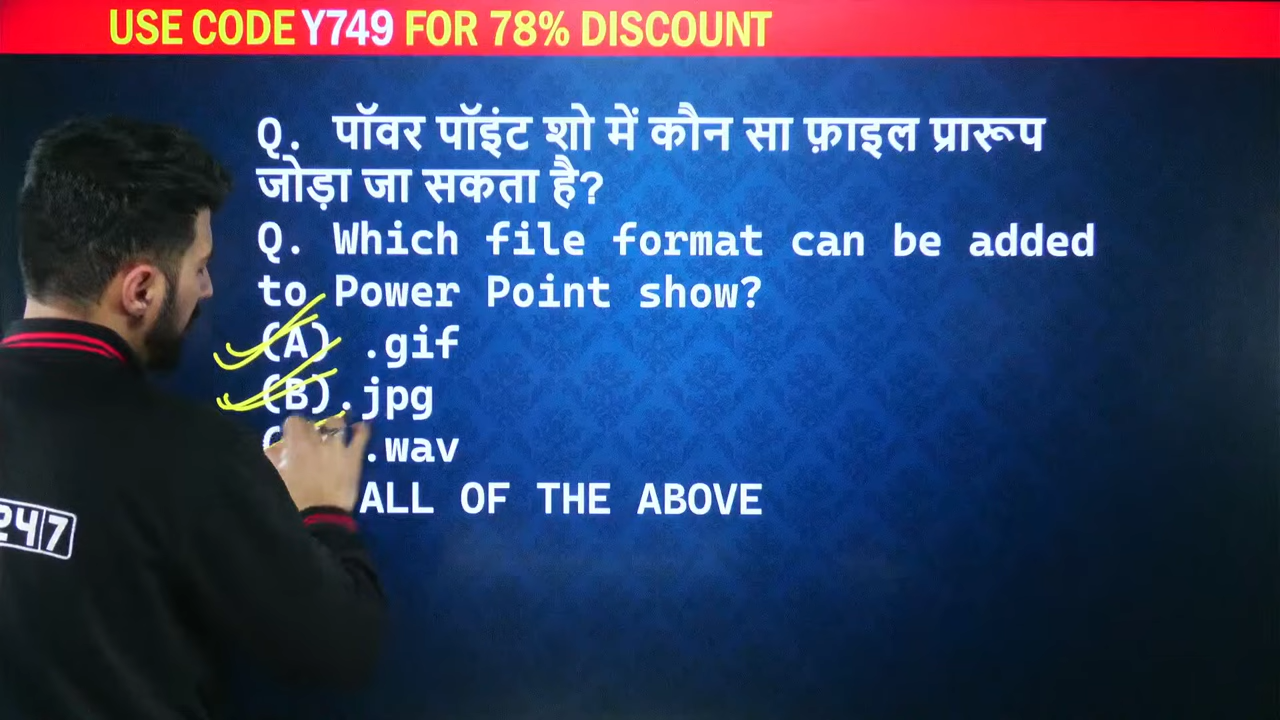 USE CODE Y749 FOR 78% DISCOUNT
Q. पॉवर पॉइंट शो में कौन सा फ़ाइल प्रारूप
जोड़ा जा सकता है?
Q. Which file format can be added
to Power Point show?
(A) .gif
(B).jpg
.wav
ALL OF THE ABOVE
247